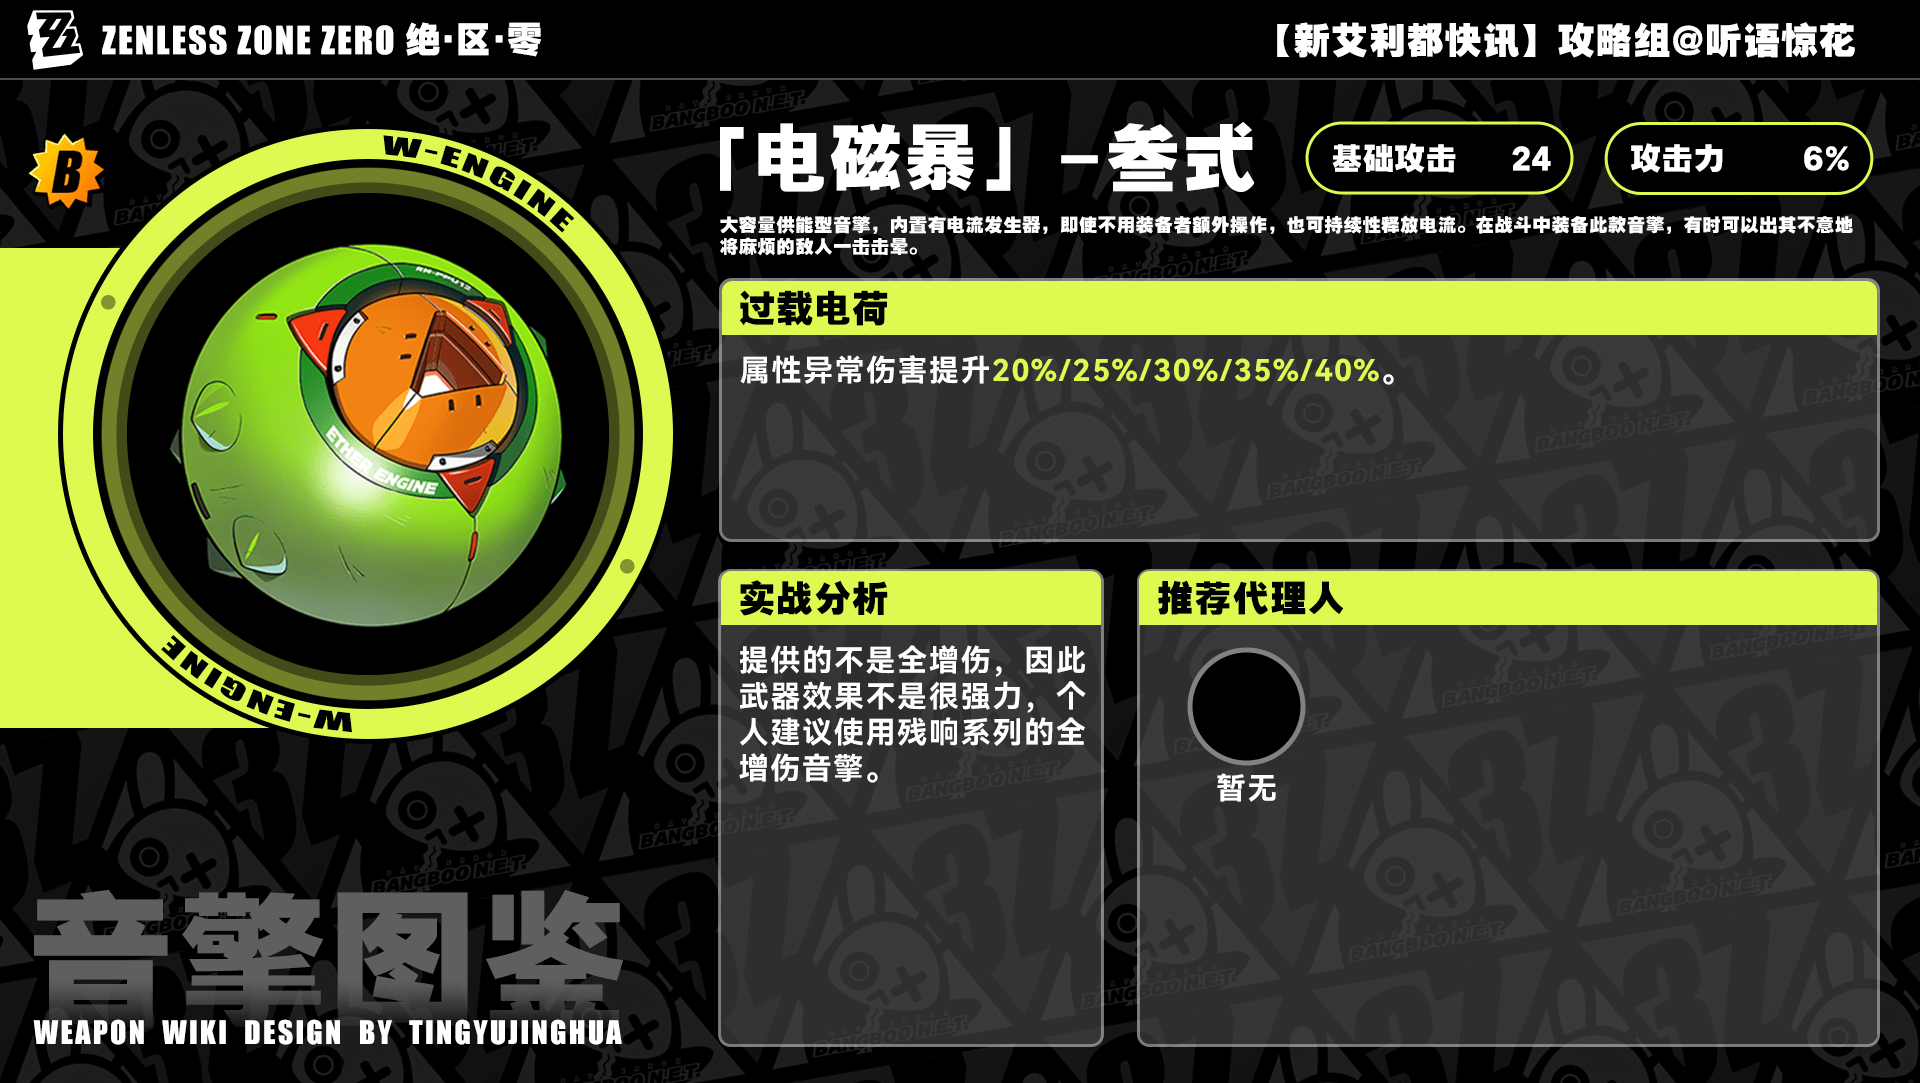 ZENLESS ZONE ZERO 绝·区·零
【新艾利都快讯】攻略组@听语惊花
B
W-ENGINE
RH-PPU12
ETHER ENGINE
W-ENGINE
「电磁暴」-叁式
基础攻击 24
攻击力 6%
大容量供能型音擎，内置有电流发生器，即使不用装备者额外操作，也可持续性释放电流。在战斗中装备此款音擎，有时可以出其不意地
将麻烦的敌人一击击晕。
过载电荷
属性异常伤害提升20%/25%/30%/35%/40%。
实战分析
提供的不是全增伤，因此
武器效果不是很强力，个
人建议使用残响系列的全
增伤音擎。
推荐代理人
暂无
音擎图鉴
WEAPON WIKI DESIGN BY TINGYUJINGHUA
BANGBOO N.E.T.